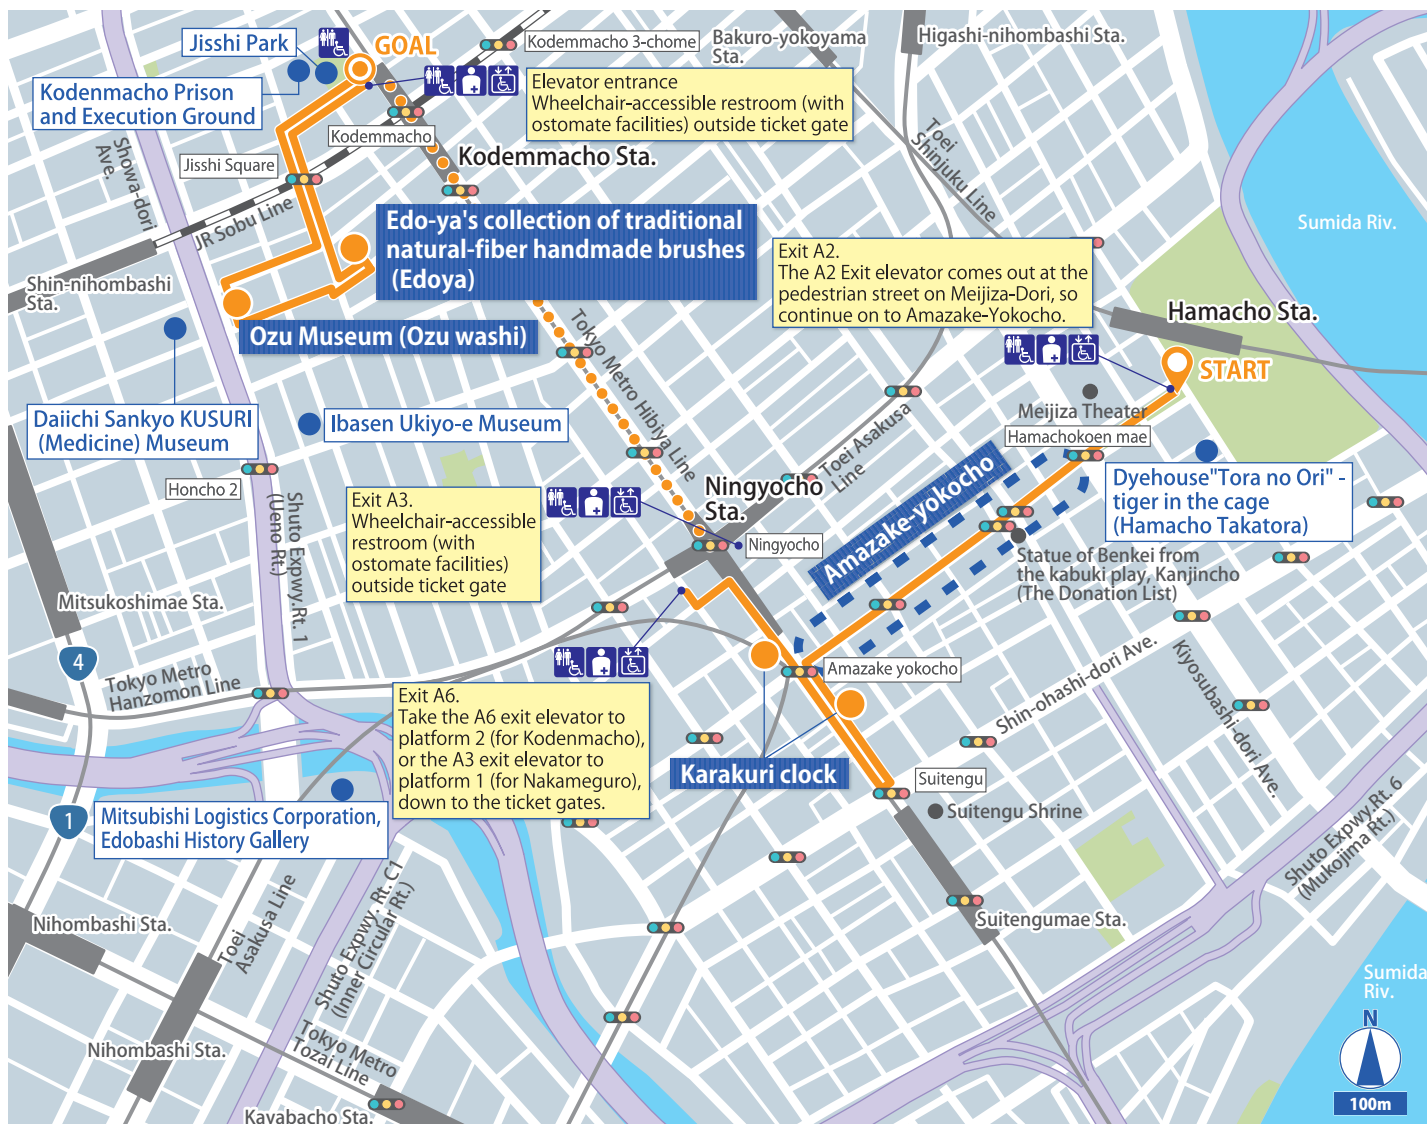 Jisshi Park
GOAL
Kodemmacho 3-chome
Bakuro-yokoyama
Sta.
Higashi-nihombashi Sta.
Kodenmacho Prison
and Execution Ground
Elevator entrance
Wheelchair-accessible restroom (with
ostomate facilities) outside ticket gate
Kodemmacho
Kodemmacho Sta.
Showa-dori
Ave.
Jisshi Square
JR Sobu Line
Toei
Shinjuku Line
Sumida Riv.
Edo-ya's collection of traditional
natural-fiber handmade brushes
(Edoya)
Exit A2.
The A2 Exit elevator comes out at the
pedestrian street on Meijiza-Dori, so
continue on to Amazake-Yokocho.
Shin-nihombashi
Sta.
Hamacho Sta.
Ozu Museum (Ozu washi)
Tokyo Metro Hibiya Line
START
Daiichi Sankyo KUSURI
(Medicine) Museum
Ibasen Ukiyo-e Museum
Meijiza Theater
Hamachokoen mae
Toei Asakusa
Line
Honcho 2
Shuto Expwy.Rt. 1
(Ueno Rt.)
Exit A3.
Wheelchair-accessible
restroom (with
ostomate facilities)
outside ticket gate
Ningyocho
Sta.
Ningyocho
Amazake-yokocho
Dyehouse"Tora no Ori" -
tiger in the cage
(Hamacho Takatora)
Statue of Benkei from
the kabuki play, Kanjincho
(The Donation List)
Mitsukoshimae Sta.
4
Tokyo Metro
Hanzomon Line
Amazake yokocho
Shin-ohashi-dori Ave.
Kiyosubashi-dori Ave.
Exit A6.
Take the A6 exit elevator to
platform 2 (for Kodenmacho),
or the A3 exit elevator to
platform 1 (for Nakameguro),
down to the ticket gates.
Karakuri clock
Suitengu
Suitengu Shrine
1
Mitsubishi Logistics Corporation,
Edobashi History Gallery
Shuto Expwy.Rt. 6
(Mukojima Rt.)
Nihombashi Sta.
Toei
Asakusa Line
Shuto Expwy. Rt. C1
(Inner Circular Rt.)
Suitengumae Sta.
Sumida
Riv.
Nihombashi Sta.
Tokyo Metro
Tozai Line
Kayabacho Sta.
N
100m